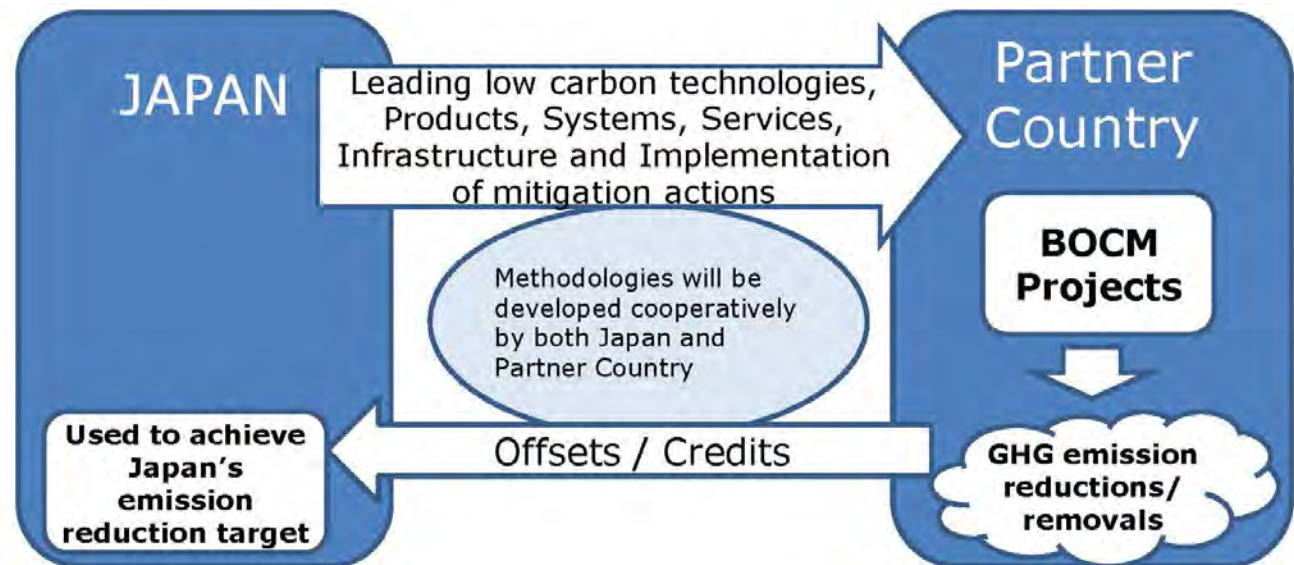 JAPAN
Leading low carbon technologies,
Products, Systems, Services,
Infrastructure and Implementation
of mitigation actions
Partner
Country
BOCM
Projects
Methodologies will be
developed cooperatively
by both Japan and
Partner Country
GHG emission
reductions/
removals
Offsets / Credits
Used to achieve
Japan's
emission
reduction target